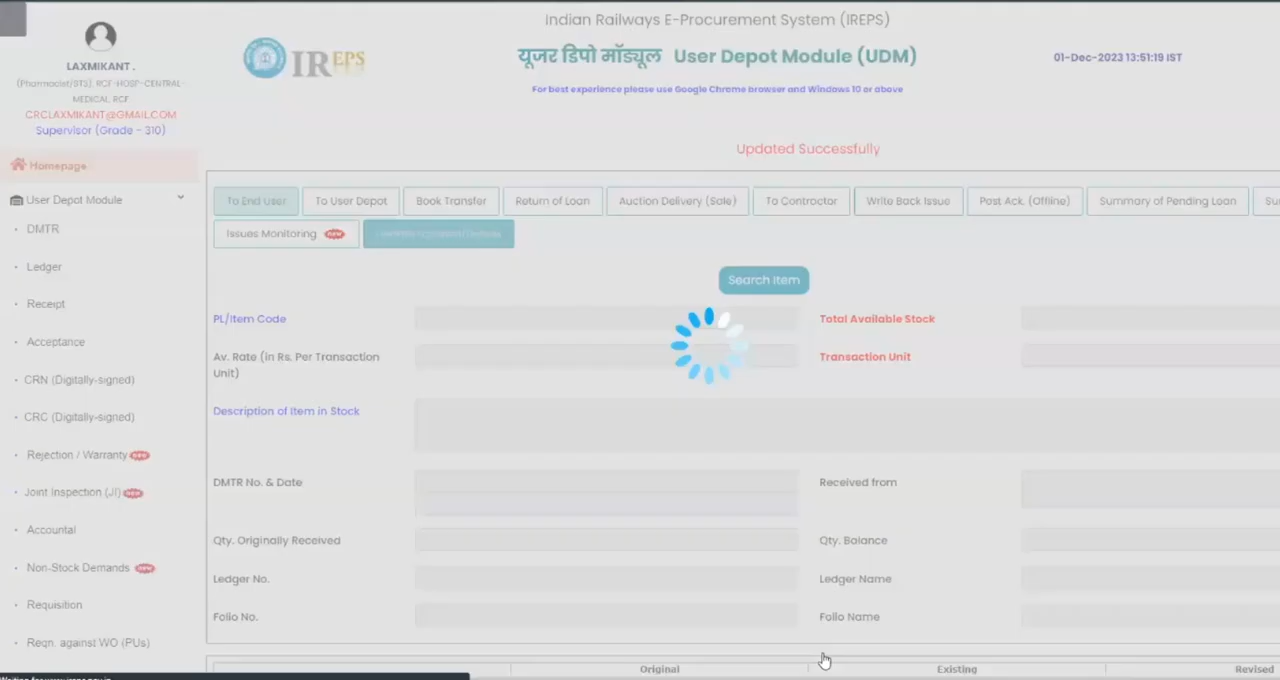 Indian Railways E-Procurement System (IREPS)
यूजर डिपो मॉड्यूल User Depot Module (UDM)
For best experience please use Google Chrome browser and Windows 10 or above
01-Dec-2023 13:51:19 IST
IREPS
LAXMIKANT .
(Pharmacist/STS), RCF-HOSP-CENTRAL-
MEDICAL, RCF
CRCLAXMIKANT@GMAIL.COM
Supervisor (Grade - 310)
Homepage
User Depot Module
DMTR
Ledger
Receipt
Acceptance
CRN (Digitally-signed)
CRC (Digitally-signed)
Rejection / Warranty new
Joint Inspection (JI) new
Accountal
Non-Stock Demands new
Requisition
Reqn. against WO (PUs)
Updated Successfully
To End User To User Depot Book Transfer Return of Loan Auction Delivery (Sale) To Contractor Write Back Issue Post Ack. (Offline) Summary of Pending Loan
Issues Monitoring new
Search Item
PL/Item Code Total Available Stock
Av. Rate (in Rs. Per Transaction Transaction Unit
Unit)
Description of Item in Stock
DMTR No. & Date Received from
Qty. Originally Received Qty. Balance
Ledger No. Ledger Name
Folio No. Folio Name
Original Existing Revised